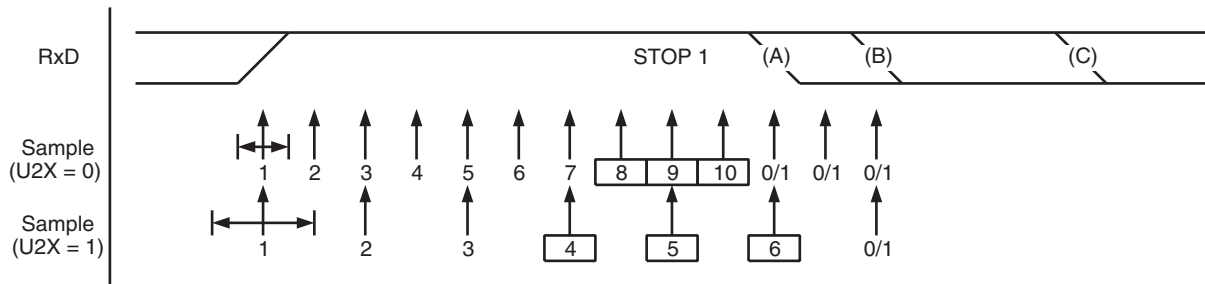 RxD STOP 1 (A) (B) (C)
Sample
(U2X = 0)
1 2 3 4 5 6 7 8 9 10 0/1 0/1 0/1
Sample
(U2X = 1)
1 2 3 4 5 6 0/1